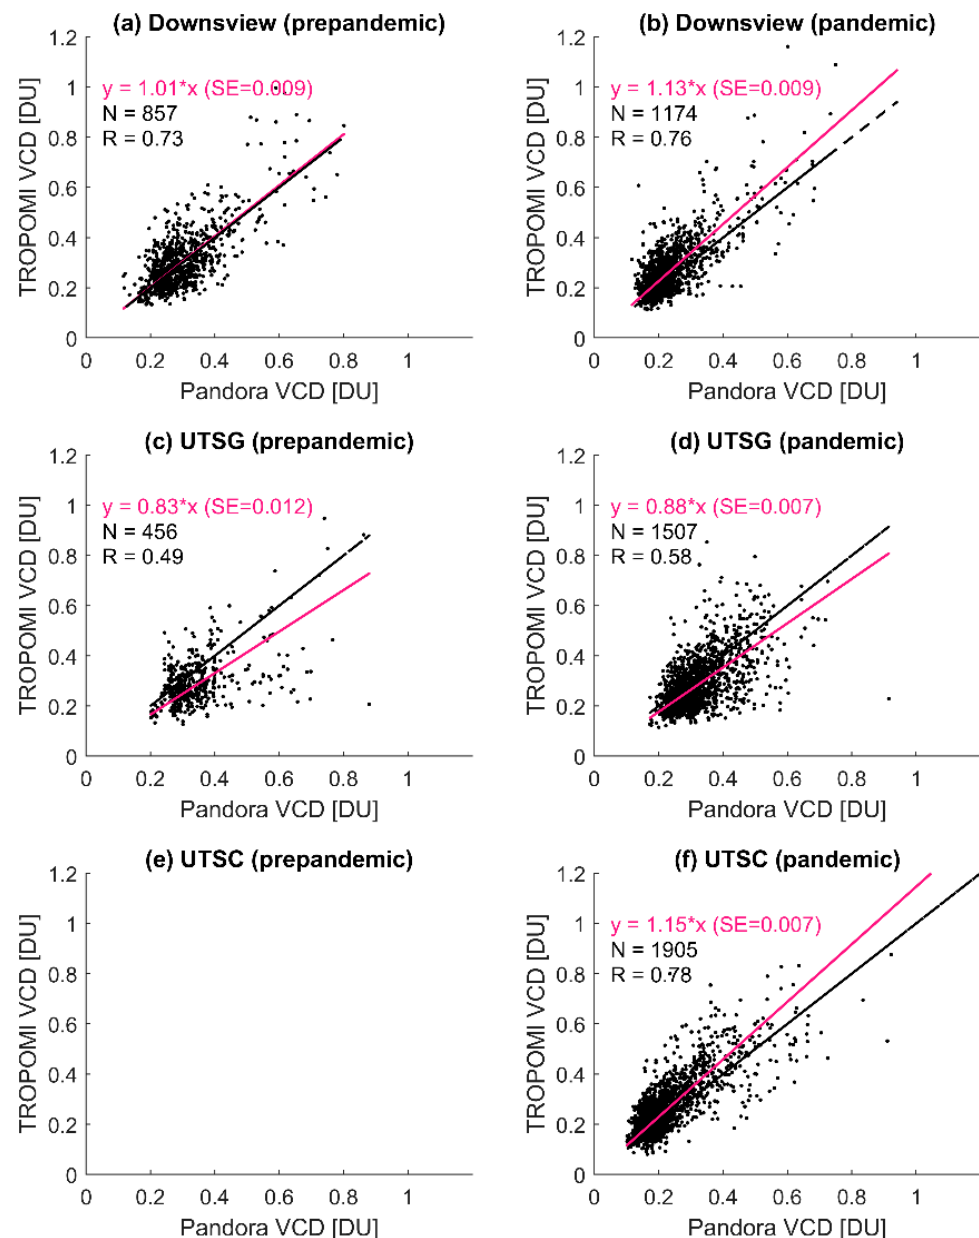 (a) Downsview (prepandemic)
1.2
1
0.8
0.6
0.4
0.2
0
TROPOMI VCD [DU]
y = 1.01*x (SE=0.009)
N = 857
R = 0.73
0 0.2 0.4 0.6 0.8 1
Pandora VCD [DU]
(b) Downsview (pandemic)
1.2
1
0.8
0.6
0.4
0.2
0
TROPOMI VCD [DU]
y = 1.13*x (SE=0.009)
N = 1174
R = 0.76
0 0.2 0.4 0.6 0.8 1
Pandora VCD [DU]
(c) UTSG (prepandemic)
1.2
1
0.8
0.6
0.4
0.2
0
TROPOMI VCD [DU]
y = 0.83*x (SE=0.012)
N = 456
R = 0.49
0 0.2 0.4 0.6 0.8 1
Pandora VCD [DU]
(d) UTSG (pandemic)
1.2
1
0.8
0.6
0.4
0.2
0
TROPOMI VCD [DU]
y = 0.88*x (SE=0.007)
N = 1507
R = 0.58
0 0.2 0.4 0.6 0.8 1
Pandora VCD [DU]
(e) UTSC (prepandemic)
1.2
1
0.8
0.6
0.4
0.2
0
TROPOMI VCD [DU]
0 0.2 0.4 0.6 0.8 1
Pandora VCD [DU]
(f) UTSC (pandemic)
1.2
1
0.8
0.6
0.4
0.2
0
TROPOMI VCD [DU]
y = 1.15*x (SE=0.007)
N = 1905
R = 0.78
0 0.2 0.4 0.6 0.8 1
Pandora VCD [DU]